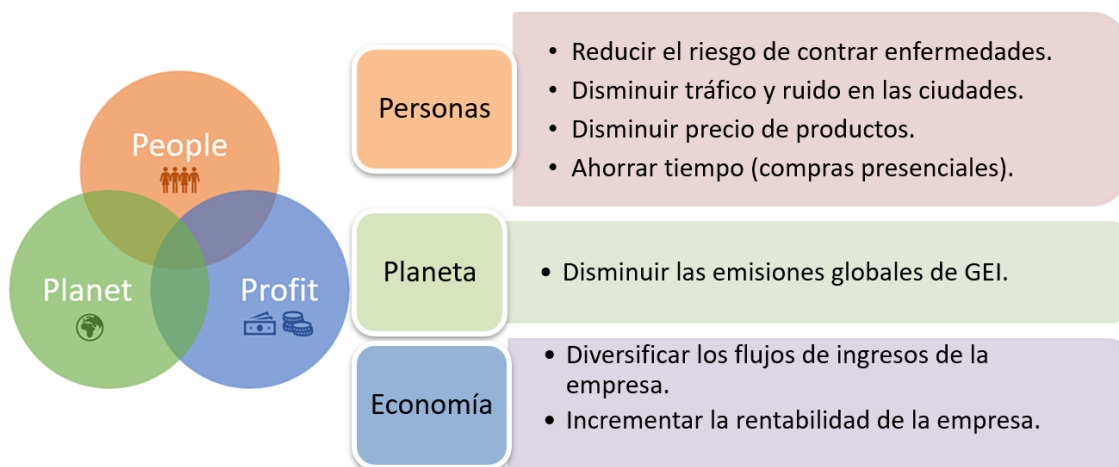 People
Planet
Profit
Personas
• Reducir el riesgo de contrar enfermedades.
• Disminuir tráfico y ruido en las ciudades.
• Disminuir precio de productos.
• Ahorrar tiempo (compras presenciales).
Planeta
• Disminuir las emisiones globales de GEI.
Economía
• Diversificar los flujos de ingresos de la
empresa.
• Incrementar la rentabilidad de la empresa.